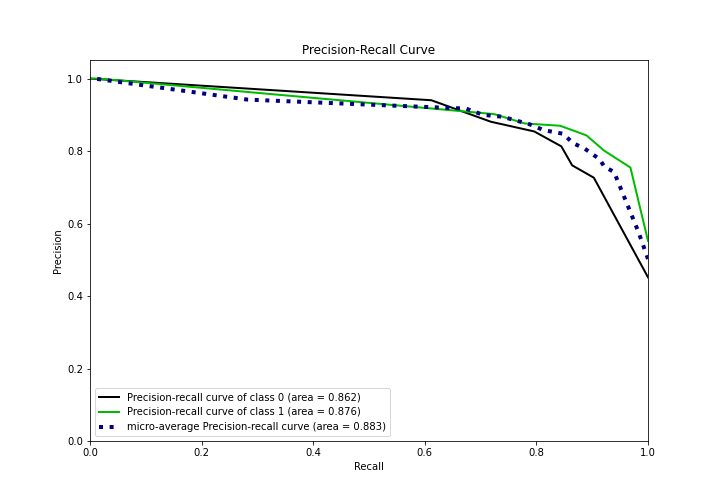 Precision-Recall Curve
1.0
0.8
0.6
0.4
0.2
0.0
Precision
Precision-recall curve of class 0 (area = 0.862)
Precision-recall curve of class 1 (area = 0.876)
micro-average Precision-recall curve (area = 0.883)
0.0 0.2 0.4 0.6 0.8 1.0
Recall